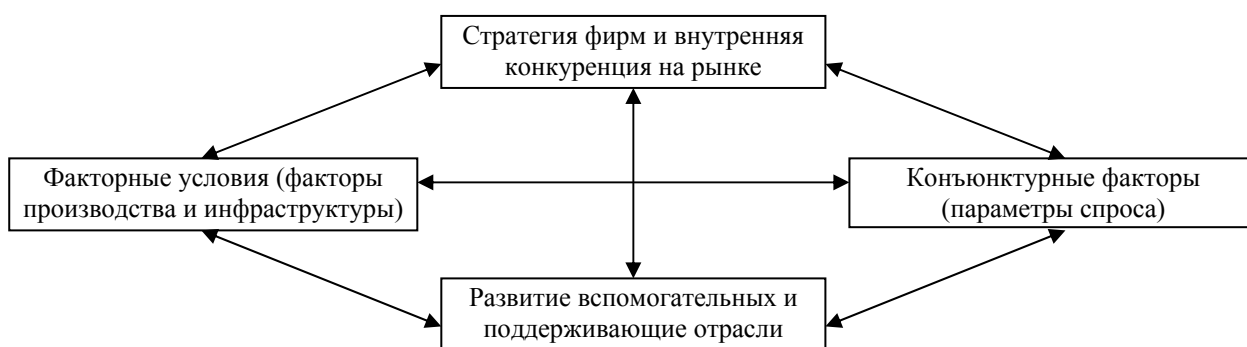 Стратегия фирм и внутренняя
конкуренция на рынке
Факторные условия (факторы
производства и инфраструктуры)
Конъюнктурные факторы
(параметры спроса)
Развитие вспомогательных и
поддерживающие отрасли